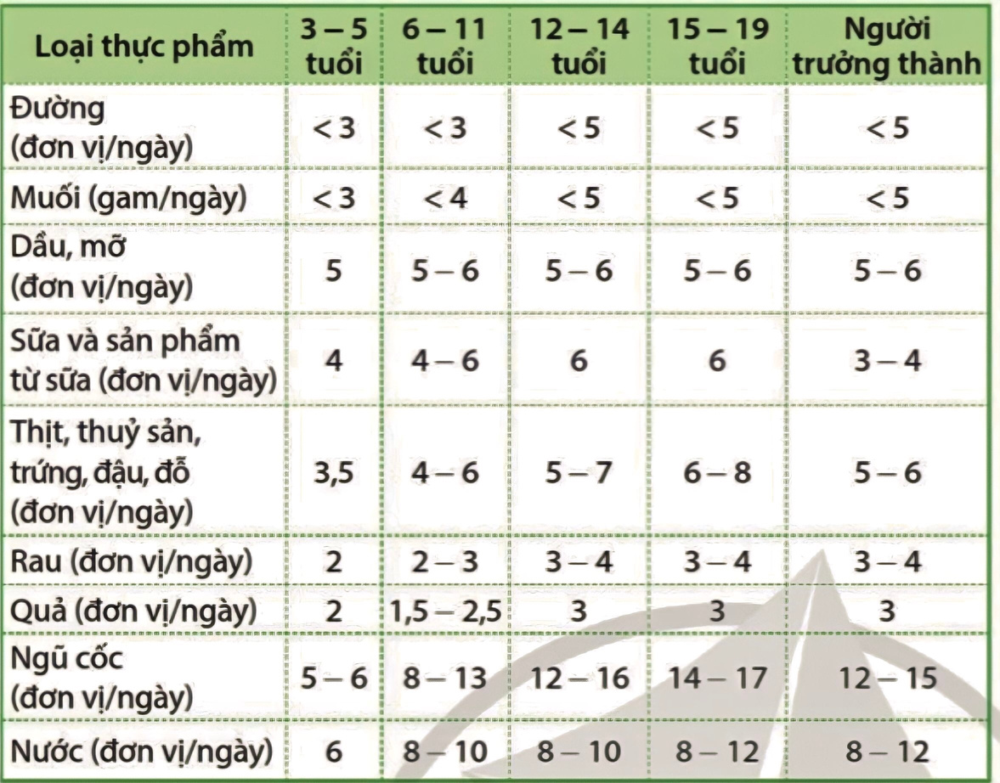 Loại thực phẩm 3 – 5 tuổi 6 – 11 tuổi 12 – 14 tuổi 15 – 19 tuổi Người trưởng thành
Đường
(đơn vị/ngày) < 3 < 3 < 5 < 5 < 5
Muối (gam/ngày) < 3 < 4 < 5 < 5 < 5
Dầu, mỡ
(đơn vị/ngày) 5 5 – 6 5 – 6 5 – 6 5 – 6
Sữa và sản phẩm
từ sữa (đơn vị/ngày) 4 4 – 6 6 6 3 – 4
Thịt, thuỷ sản,
trứng, đậu, đỗ
(đơn vị/ngày) 3,5 4 – 6 5 – 7 6 – 8 5 – 6
Rau (đơn vị/ngày) 2 2 – 3 3 – 4 3 – 4 3 – 4
Quả (đơn vị/ngày) 2 1,5 – 2,5 3 3 3
Ngũ cốc
(đơn vị/ngày) 5 – 6 8 – 13 12 – 16 14 – 17 12 – 15
Nước (đơn vị/ngày) 6 8 – 10 8 – 10 8 – 12 8 – 12